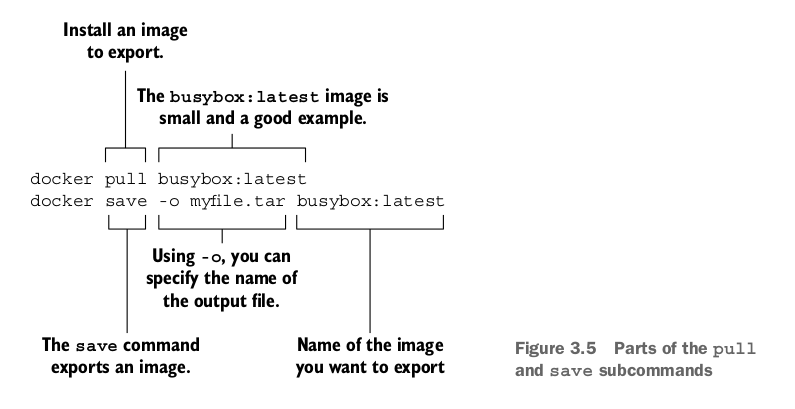 Install an image
to export.
The busybox:latest image is
small and a good example.
docker pull busybox:latest
docker save -o myfile.tar busybox:latest
Using -o, you can
specify the name of
the output file.
The save command
exports an image.
Name of the image
you want to export
Figure 3.5 Parts of the pull
and save subcommands